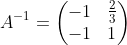 A^{-1} = \begin{pmatrix} -1 & \frac{2}{3} \\ -1 & 1 \end{pmatrix}